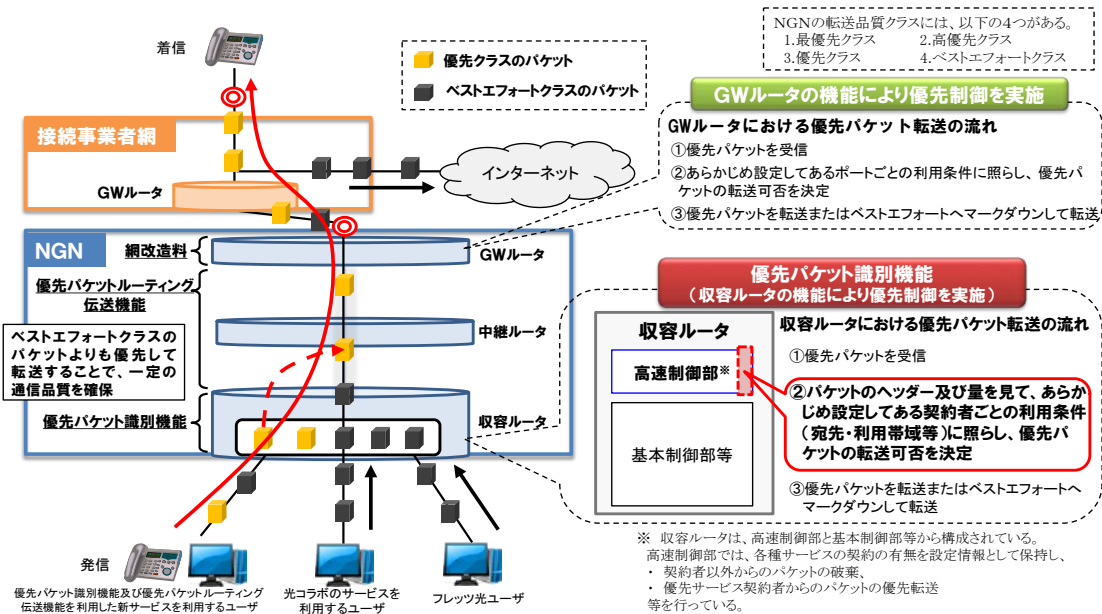 着信
優先クラスのパケット
ベストエフォートクラスのパケット
NGNの転送品質クラスには、以下の4つがある。
1.最優先クラス 2.高優先クラス
3.優先クラス 4.ベストエフォートクラス
接続事業者網
GWルータ
インターネット
GWルータの機能により優先制御を実施
GWルータにおける優先パケット転送の流れ
①優先パケットを受信
②あらかじめ設定してあるポートごとの利用条件に照らし、優先パ
ケットの転送可否を決定
③優先パケットを転送またはベストエフォートへマークダウンして転送
NGN
網改造料
GWルータ
優先パケットルーティング
伝送機能
中継ルータ
ベストエフォートクラスの
パケットよりも優先して
転送することで、一定の
通信品質を確保
優先パケット識別機能
収容ルータ
優先パケット識別機能
（収容ルータの機能により優先制御を実施）
収容ルータ
高速制御部※
基本制御部等
収容ルータにおける優先パケット転送の流れ
①優先パケットを受信
②パケットのヘッダー及び量を見て、あらか
じめ設定してある契約者ごとの利用条件
（宛先・利用帯域等）に照らし、優先パ
ケットの転送可否を決定
③優先パケットを転送またはベストエフォートへ
マークダウンして転送
※ 収容ルータは、高速制御部と基本制御部等から構成されている。
高速制御部では、各種サービスの契約の有無を設定情報として保持し、
・ 契約者以外からのパケットの破棄、
・ 優先サービス契約者からのパケットの優先転送
等を行っている。
発信
優先パケット識別機能及び優先パケットルーティング
伝送機能を利用した新サービスを利用するユーザ
光コラボのサービスを
利用するユーザ
フレッツ光ユーザ